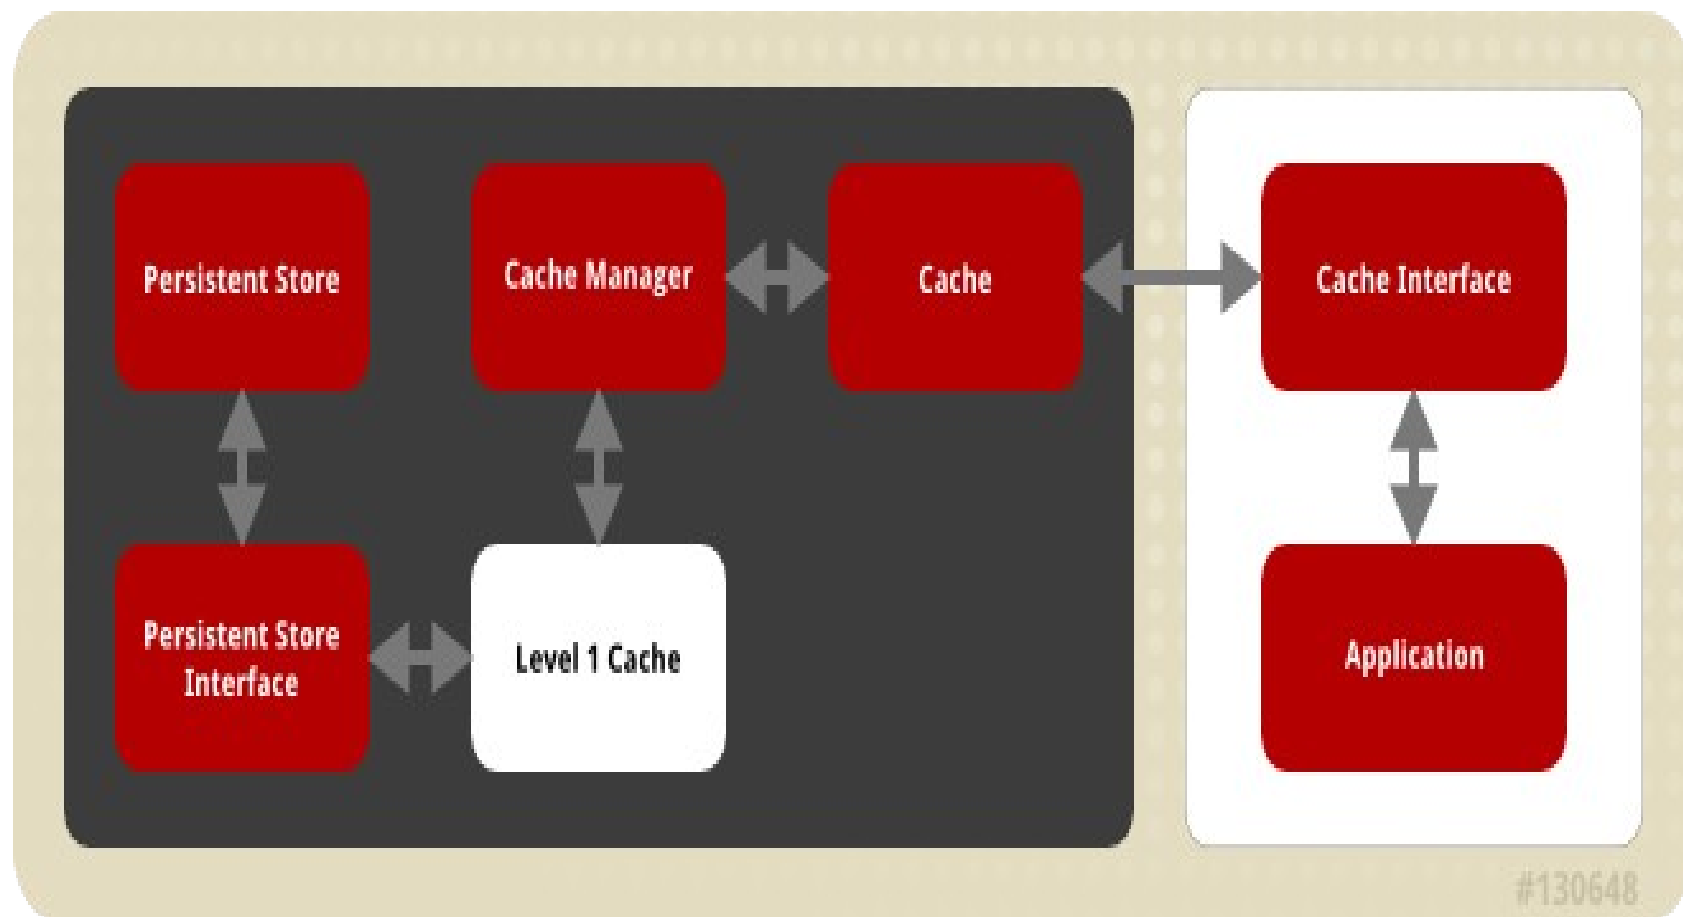 Persistent Store
Cache Manager
Cache
Cache Interface
Persistent Store
Interface
Level 1 Cache
Application
#130648